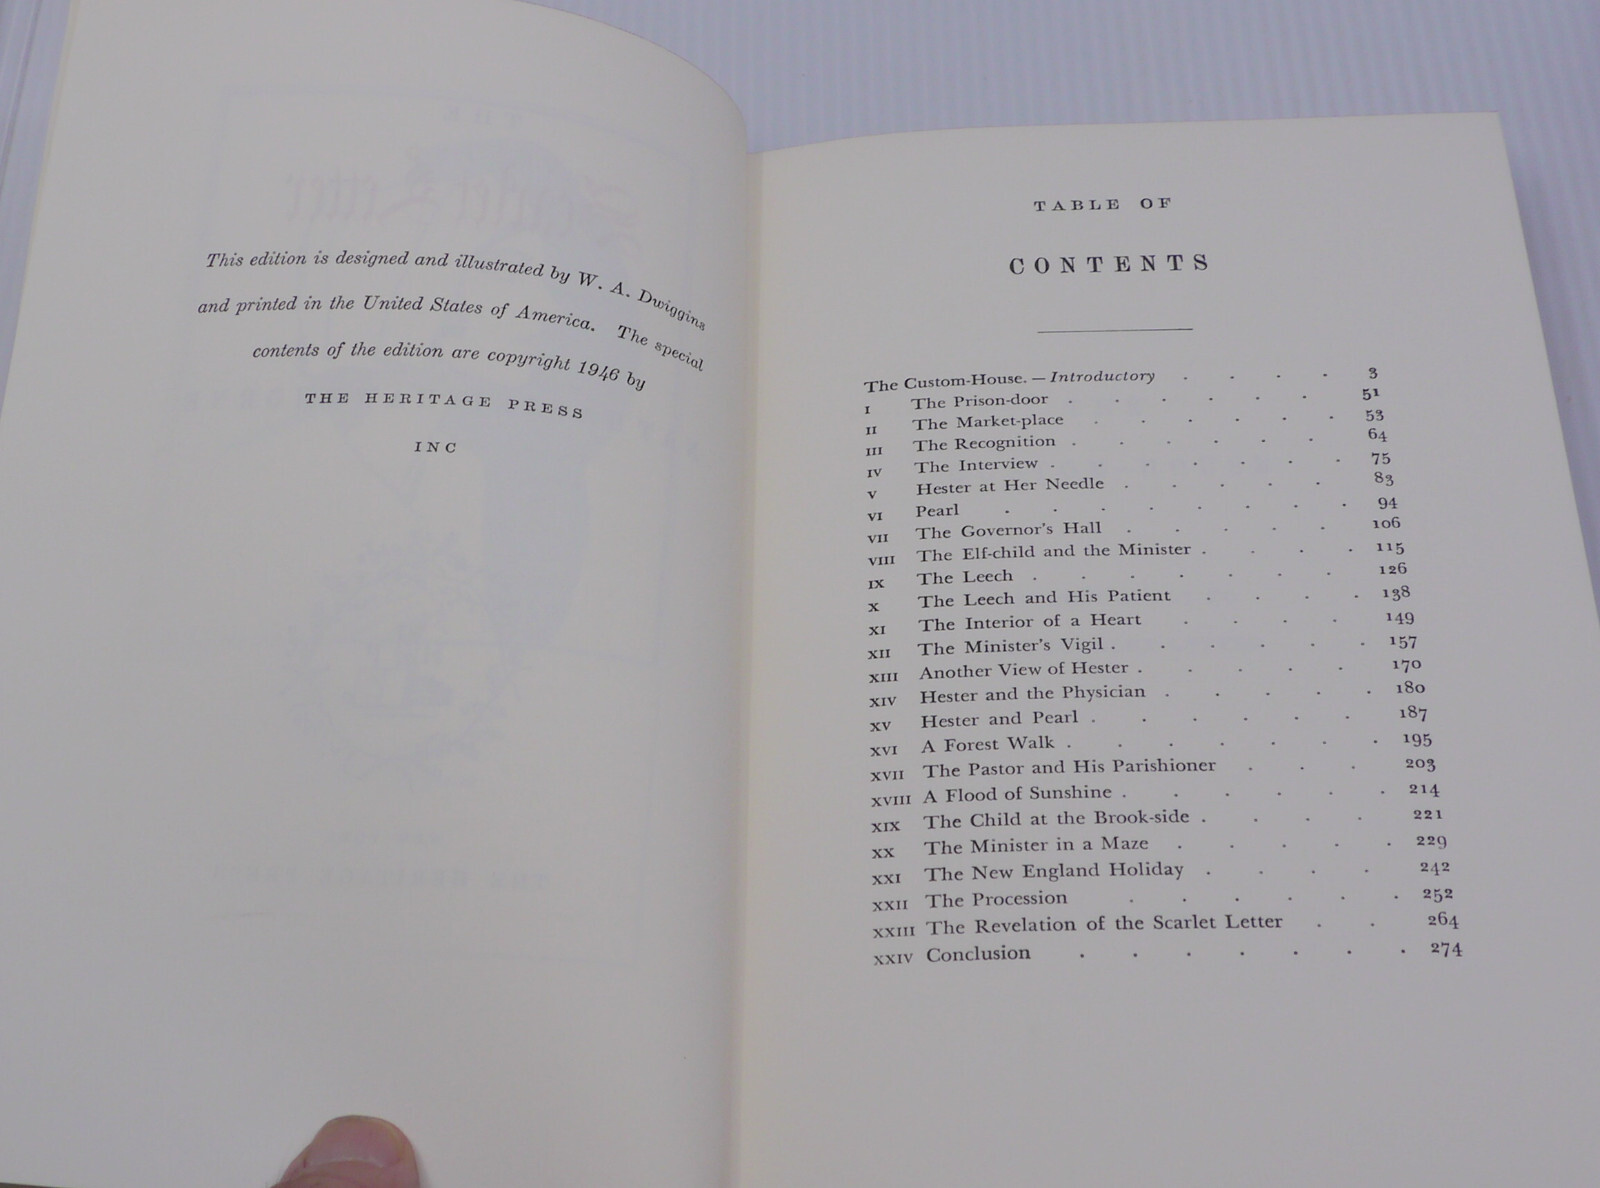 This edition is designed and illustrated by W. A. Dwiggins
and printed in the United States of America. The special
contents of the edition are copyright 1946 by
THE HERITAGE PRESS
INC
TABLE OF
CONTENTS
The Custom-House. — Introductory . . . . 3
I The Prison-door . . . . . . 51
II The Market-place . . . . . . 53
III The Recognition . . . . . . 64
IV The Interview . . . . . . . 75
V Hester at Her Needle . . . . . 83
VI Pearl . . . . . . . . 94
VII The Governor's Hall . . . . . 106
VIII The Elf-child and the Minister . . . . 115
IX The Leech . . . . . . . 126
X The Leech and His Patient . . . . 138
XI The Interior of a Heart . . . . 149
XII The Minister's Vigil . . . . . . 157
XIII Another View of Hester . . . . . 170
XIV Hester and the Physician . . . . . 180
XV Hester and Pearl . . . . . . 187
XVI A Forest Walk . . . . . . . 195
XVII The Pastor and His Parishioner . . . 203
XVIII A Flood of Sunshine . . . . . . 214
XIX The Child at the Brook-side . . . . 221
XX The Minister in a Maze . . . . . 229
XXI The New England Holiday . . . . 242
XXII The Procession . . . . . . 252
XXIII The Revelation of the Scarlet Letter . . 264
XXIV Conclusion . . . . . . . 274